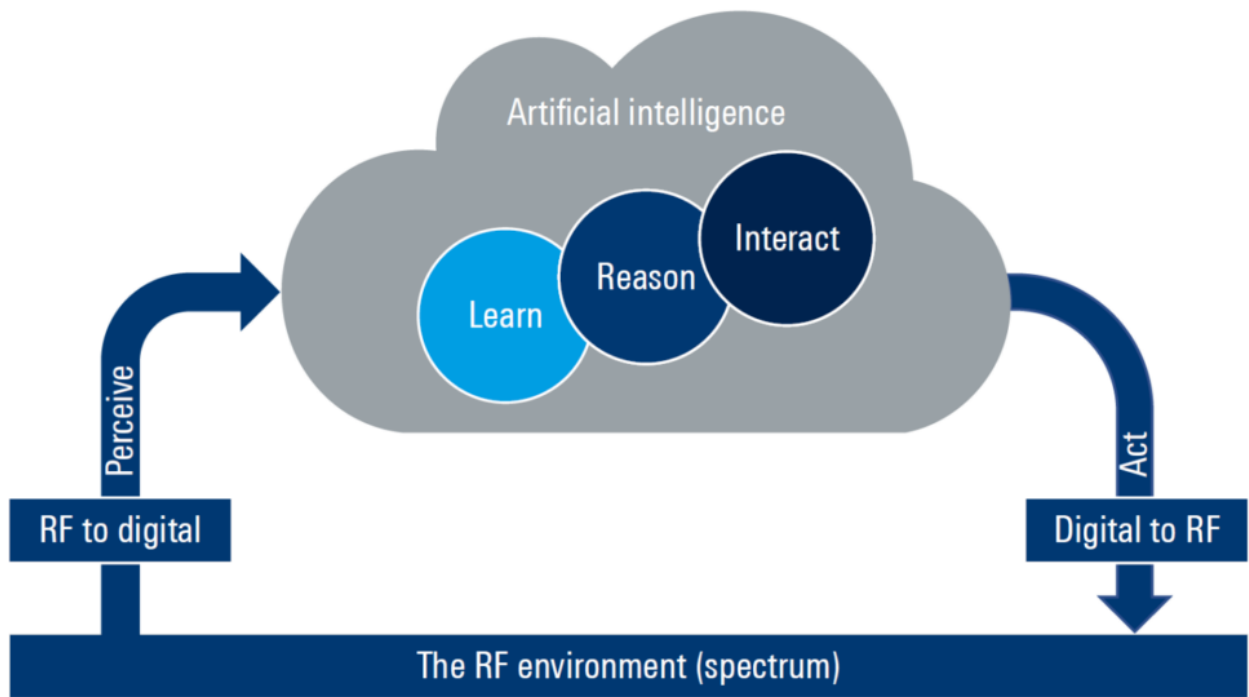 Artificial intelligence
Interact
Reason
Learn
Perceive
Act
RF to digital
Digital to RF
The RF environment (spectrum)